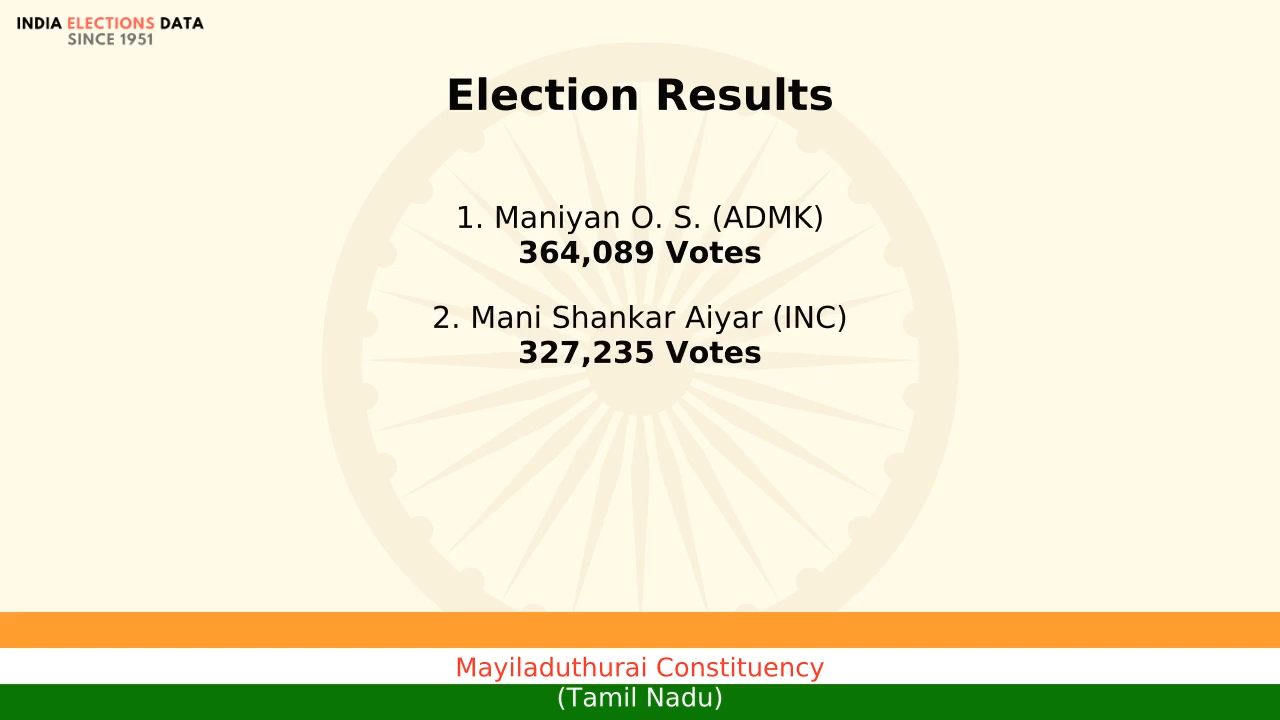 INDIA ELECTIONS DATA
SINCE 1951
Election Results
1. Maniyan O. S. (ADMK)
364,089 Votes
2. Mani Shankar Aiyar (INC)
327,235 Votes
Mayiladuthurai Constituency
(Tamil Nadu)